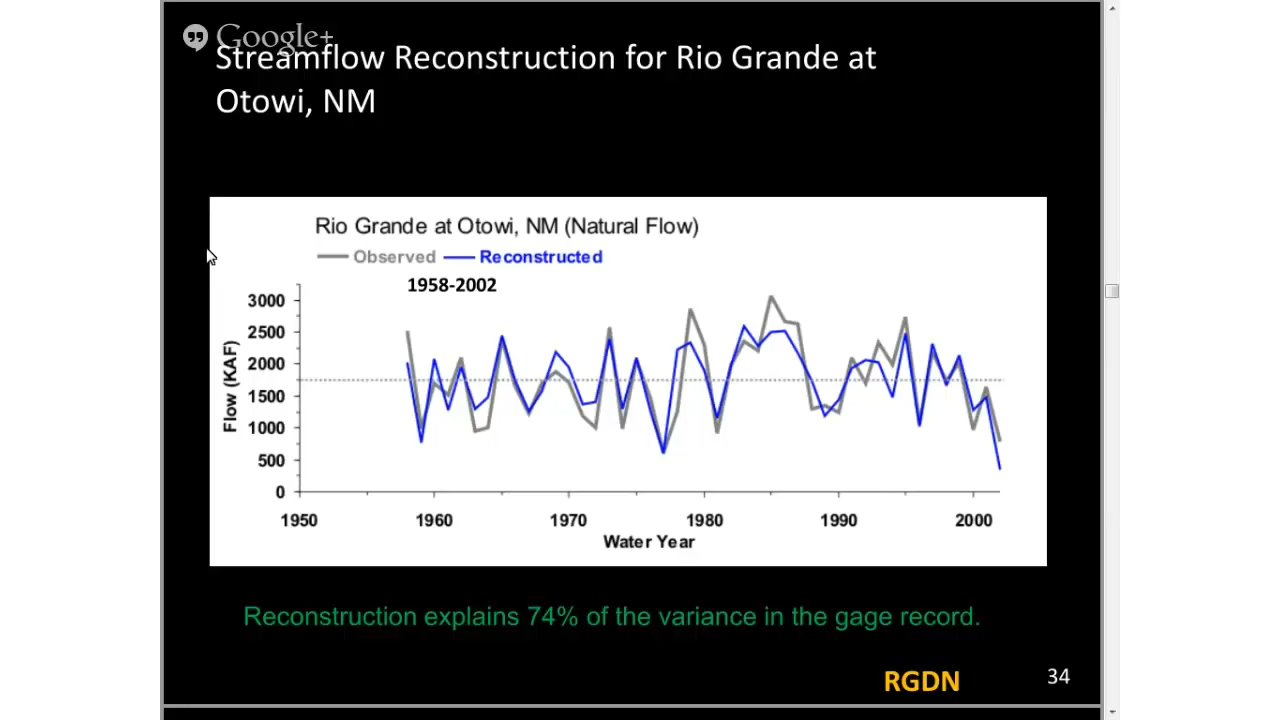 Google+
Streamflow Reconstruction for Rio Grande at
Otowi, NM
Rio Grande at Otowi, NM (Natural Flow)
Observed Reconstructed
1958-2002
3000
2500
2000
1500
1000
500
0
Flow (KAF)
1950 1960 1970 1980 1990 2000
Water Year
Reconstruction explains 74% of the variance in the gage record.
RGDN
34